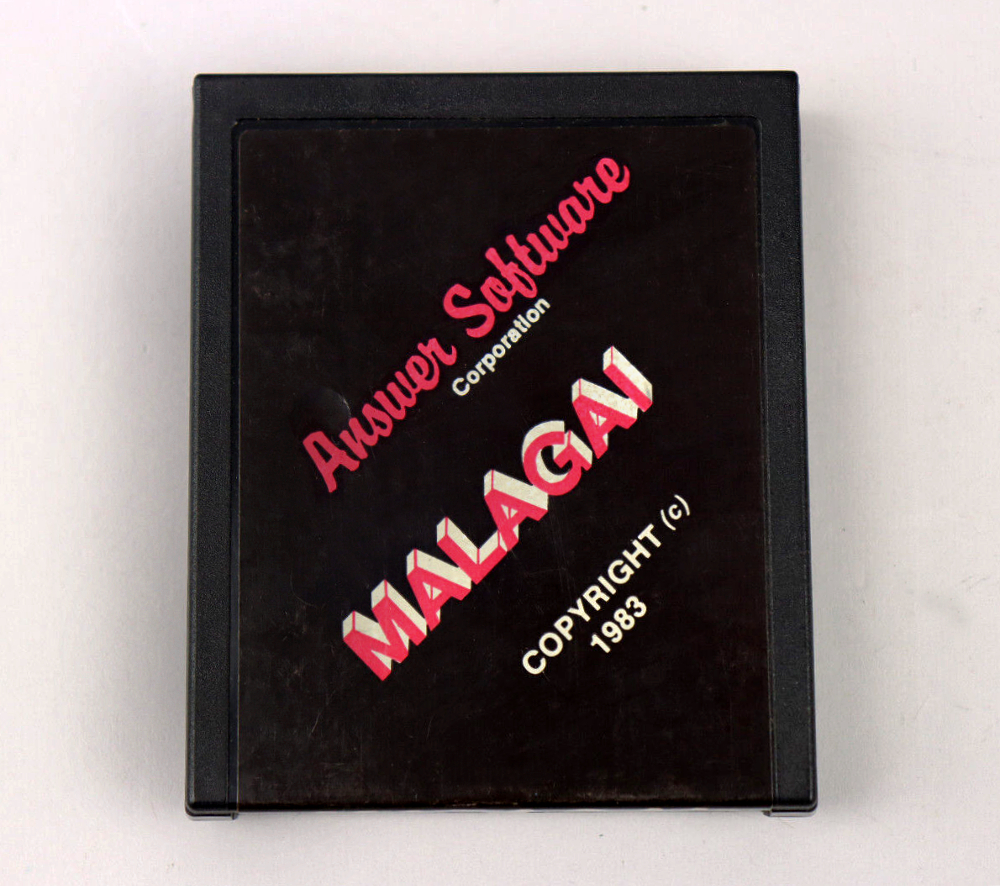 Answer Software
Corporation
MALAGAI
COPYRIGHT (c)
1983